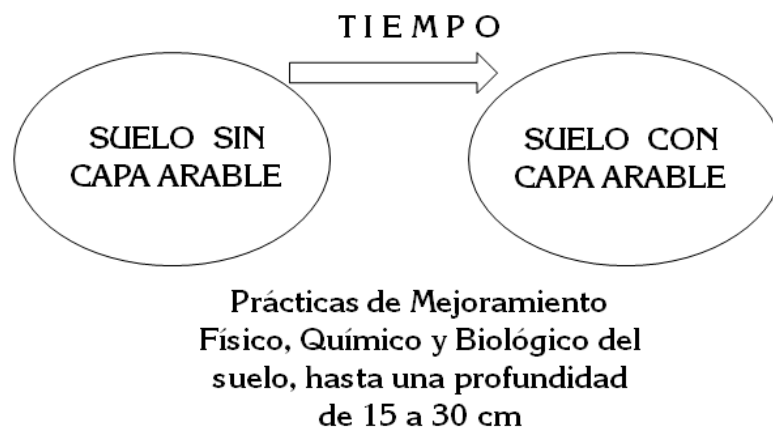 TIEMPO
SUELO SIN
CAPA ARABLE
SUELO CON
CAPA ARABLE
Prácticas de Mejoramiento
Físico, Químico y Biológico del
suelo, hasta una profundidad
de 15 a 30 cm